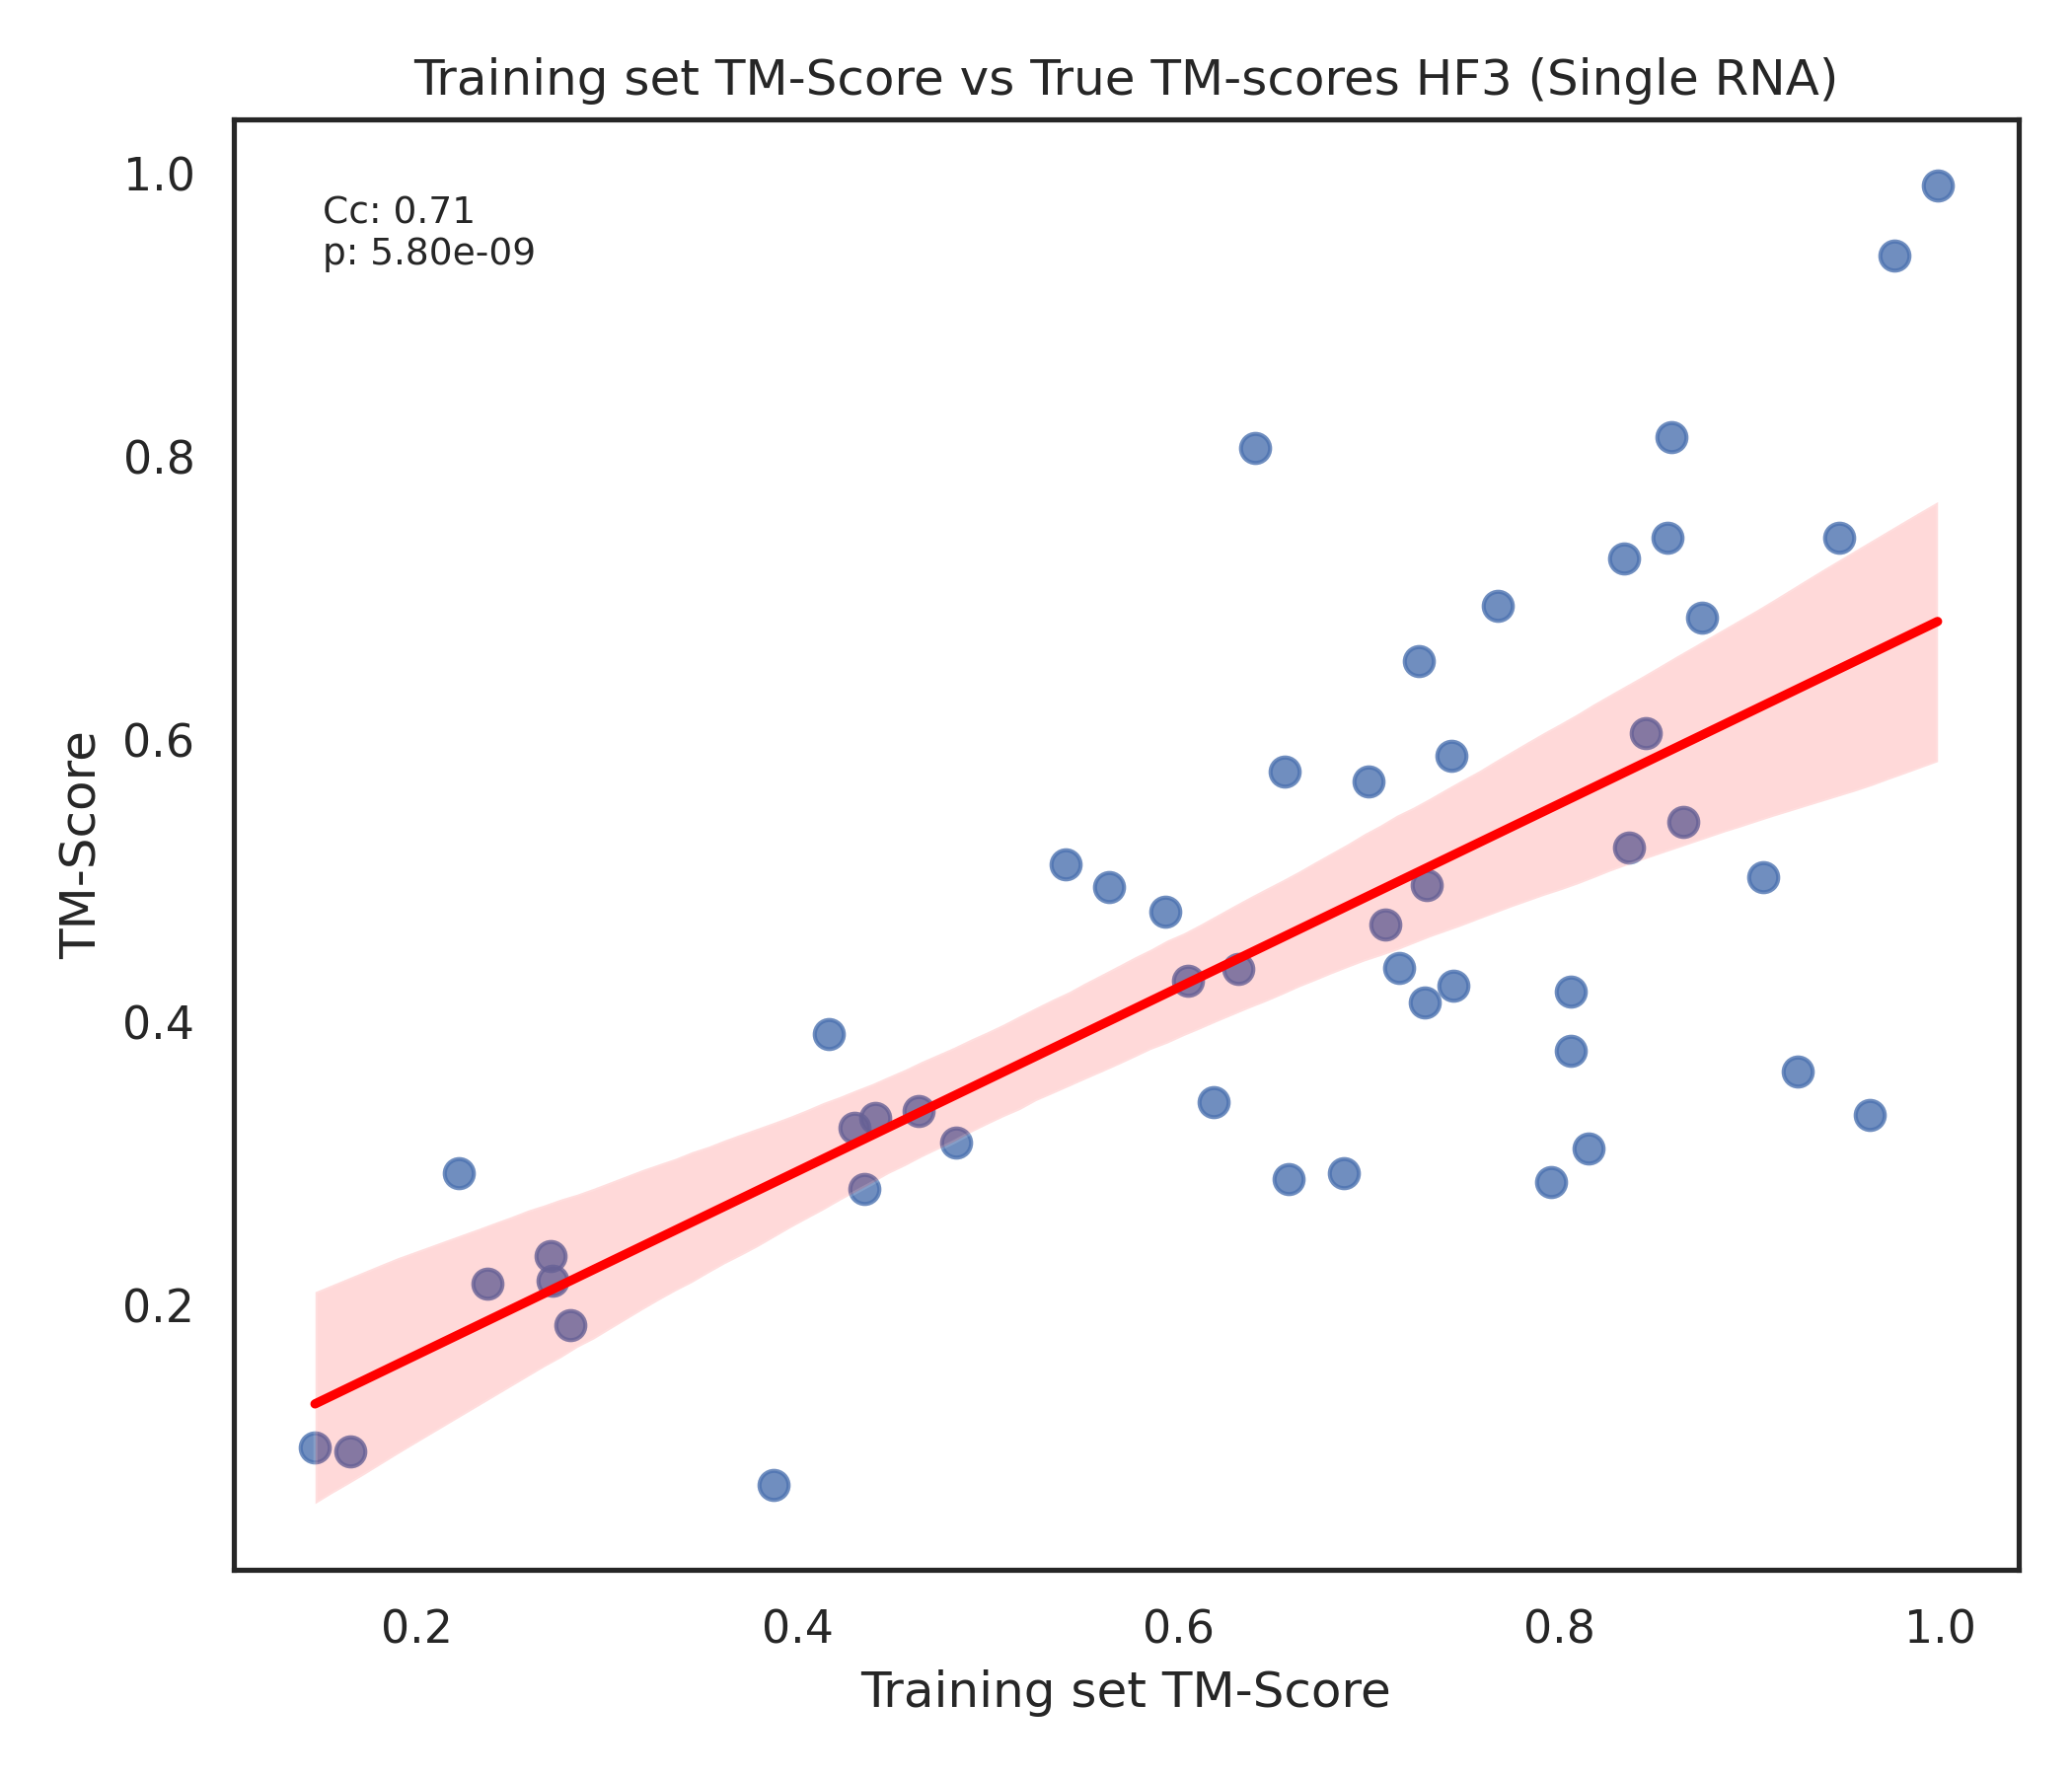 Training set TM-Score vs True TM-scores HF3 (Single RNA)
1.0
Cc: 0.71
p: 5.80e-09
0.8
0.6
TM-Score
0.4
0.2
0.2 0.4 0.6 0.8 1.0
Training set TM-Score